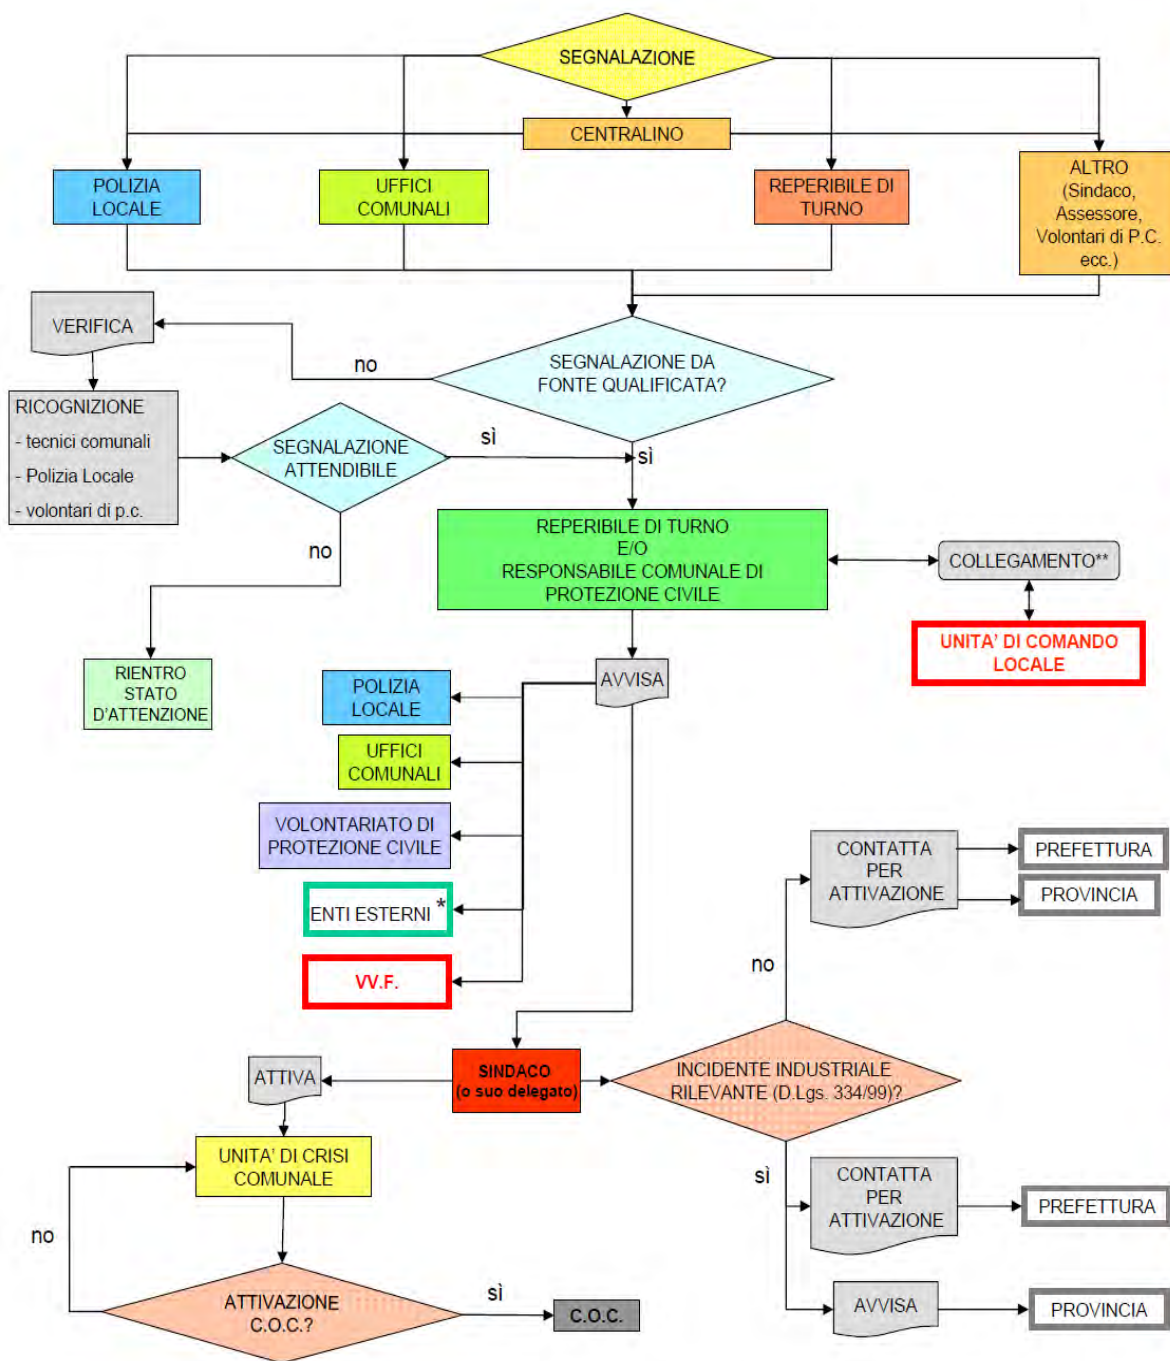 SEGNALAZIONE
CENTRALINO
POLIZIA
LOCALE
UFFICI
COMUNALI
REPERIBILE DI
TURNO
ALTRO
(Sindaco,
Assessore,
Volontari di P.C.
ecc.)
VERIFICA
no
SEGNALAZIONE DA
FONTE QUALIFICATA?
RICOGNIZIONE
- tecnici comunali
- Polizia Locale
- volontari di p.c.
SEGNALAZIONE
ATTENDIBILE
sì
sì
no
REPERIBILE DI TURNO
E/O
RESPONSABILE COMUNALE DI
PROTEZIONE CIVILE
COLLEGAMENTO**
UNITA' DI COMANDO
LOCALE
RIENTRO
STATO
D'ATTENZIONE
AVVISA
POLIZIA
LOCALE
UFFICI
COMUNALI
VOLONTARIATO DI
PROTEZIONE CIVILE
ENTI ESTERNI *
VV.F.
CONTATTA
PER
ATTIVAZIONE
PREFETTURA
PROVINCIA
no
ATTIVA
SINDACO
(o suo delegato)
INCIDENTE INDUSTRIALE
RILEVANTE (D.Lgs. 334/99)?
UNITA' DI CRISI
COMUNALE
sì
CONTATTA
PER
ATTIVAZIONE
PREFETTURA
no
ATTIVAZIONE
C.O.C.?
sì
C.O.C.
AVVISA
PROVINCIA